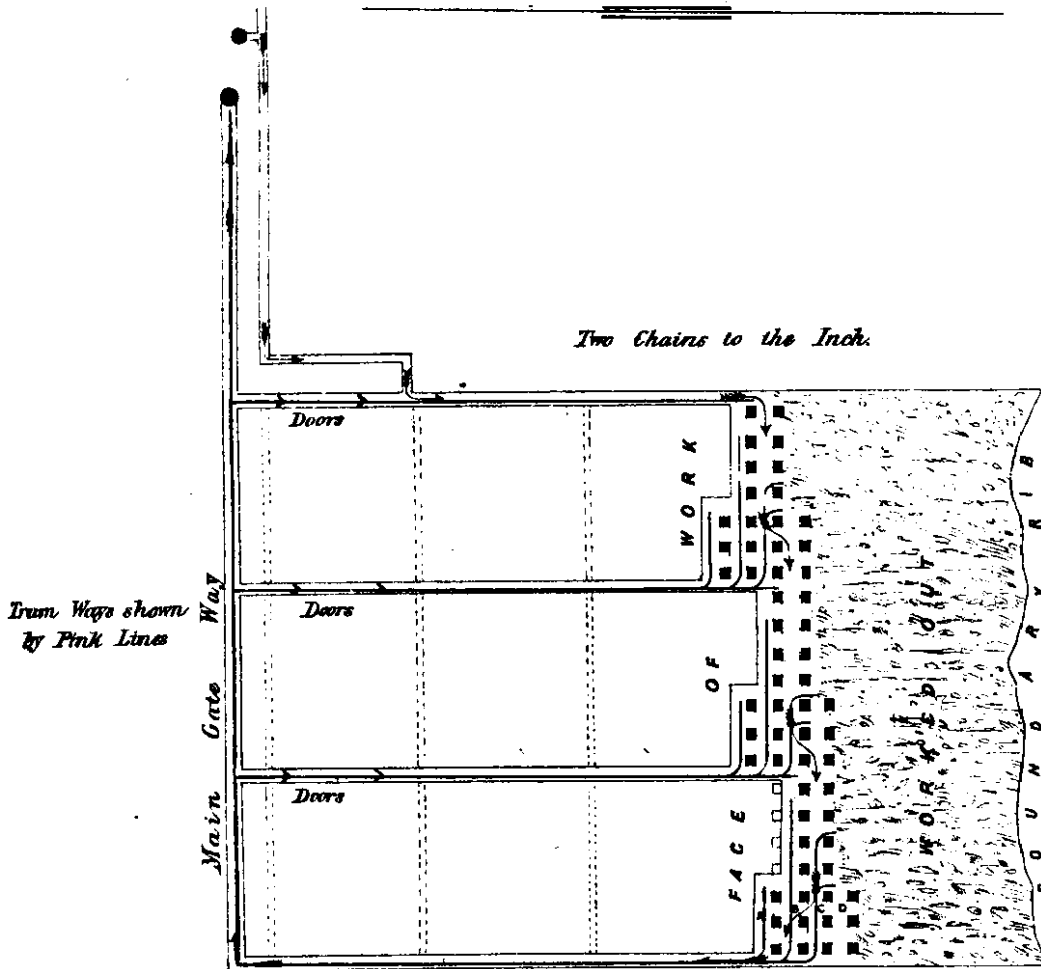 Two Chains to the Inch.
Doors
WORK
Doors
Tram Ways shown
by Pink Lines
Main Gate Way
OF
Doors
FACE
WORKED OUT
BOUNDARY RIB